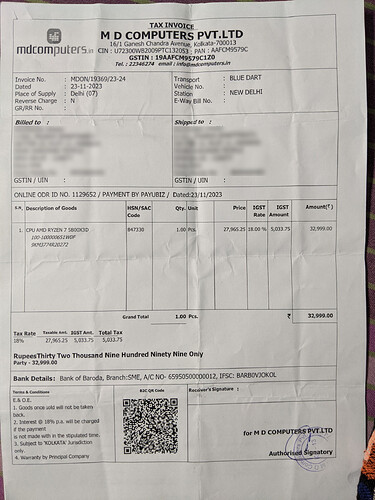 TAX INVOICE
mdcomputers.in
M D COMPUTERS PVT.LTD
16/1 Ganesh Chandra Avenue, Kolkata-700013
CIN : U72300WB2009PTC132053 ; PAN : AAFCM9579C
GSTIN : 19AAFCM9579C1Z0
Tel. : 22346274 email : info@mdcomputers.in
Invoice No. : MDON/19369/23-24
Dated : 23-11-2023
Place of Supply : Delhi (07)
Reverse Charge : N
GR/RR No. :
Transport : BLUE DART
Vehicle No. :
Station : NEW DELHI
E-Way Bill No. :
Billed to :
Shipped to :
GSTIN / UIN :
GSTIN / UIN :
ONLINE ODR ID NO. 1129652 / PAYMENT BY PAYUBIZ / Dated:23/11/2023
S.N. Description of Goods HSN/SAC Code Qty. Unit Price IGST Rate IGST Amount Amount(₹)
1. CPU AMD RYZEN 7 5800X3D 847330 1.00 Pcs. 27,965.25 18.00 % 5,033.75 32,999.00
100-100000651WOF
Grand Total 1.00 Pcs. ₹ 32,999.00
Tax Rate Taxable Amt. IGST Amt. Total Tax
18% 27,965.25 5,033.75 5,033.75
RupeesThirty Two Thousand Nine Hundred Ninety Nine Only
Party - 32,999.00
Bank Details: Bank of Baroda, Branch:SME, A/C NO- 65950500000012, IFSC: BARB0VJOKOL
Terms & Conditions
E.& O.E.
1. Goods once sold will not be taken back.
2. Interest @ 18% p.a. will be charged
if the payment
is not made with in the stipulated time.
3. Subject to 'KOLKATA' Jurisdiction
only.
4. Warranty by Principal Company
B2C QR Code
Receiver's Signature :
for M D COMPUTERS PVT.LTD
Authorised Signatory